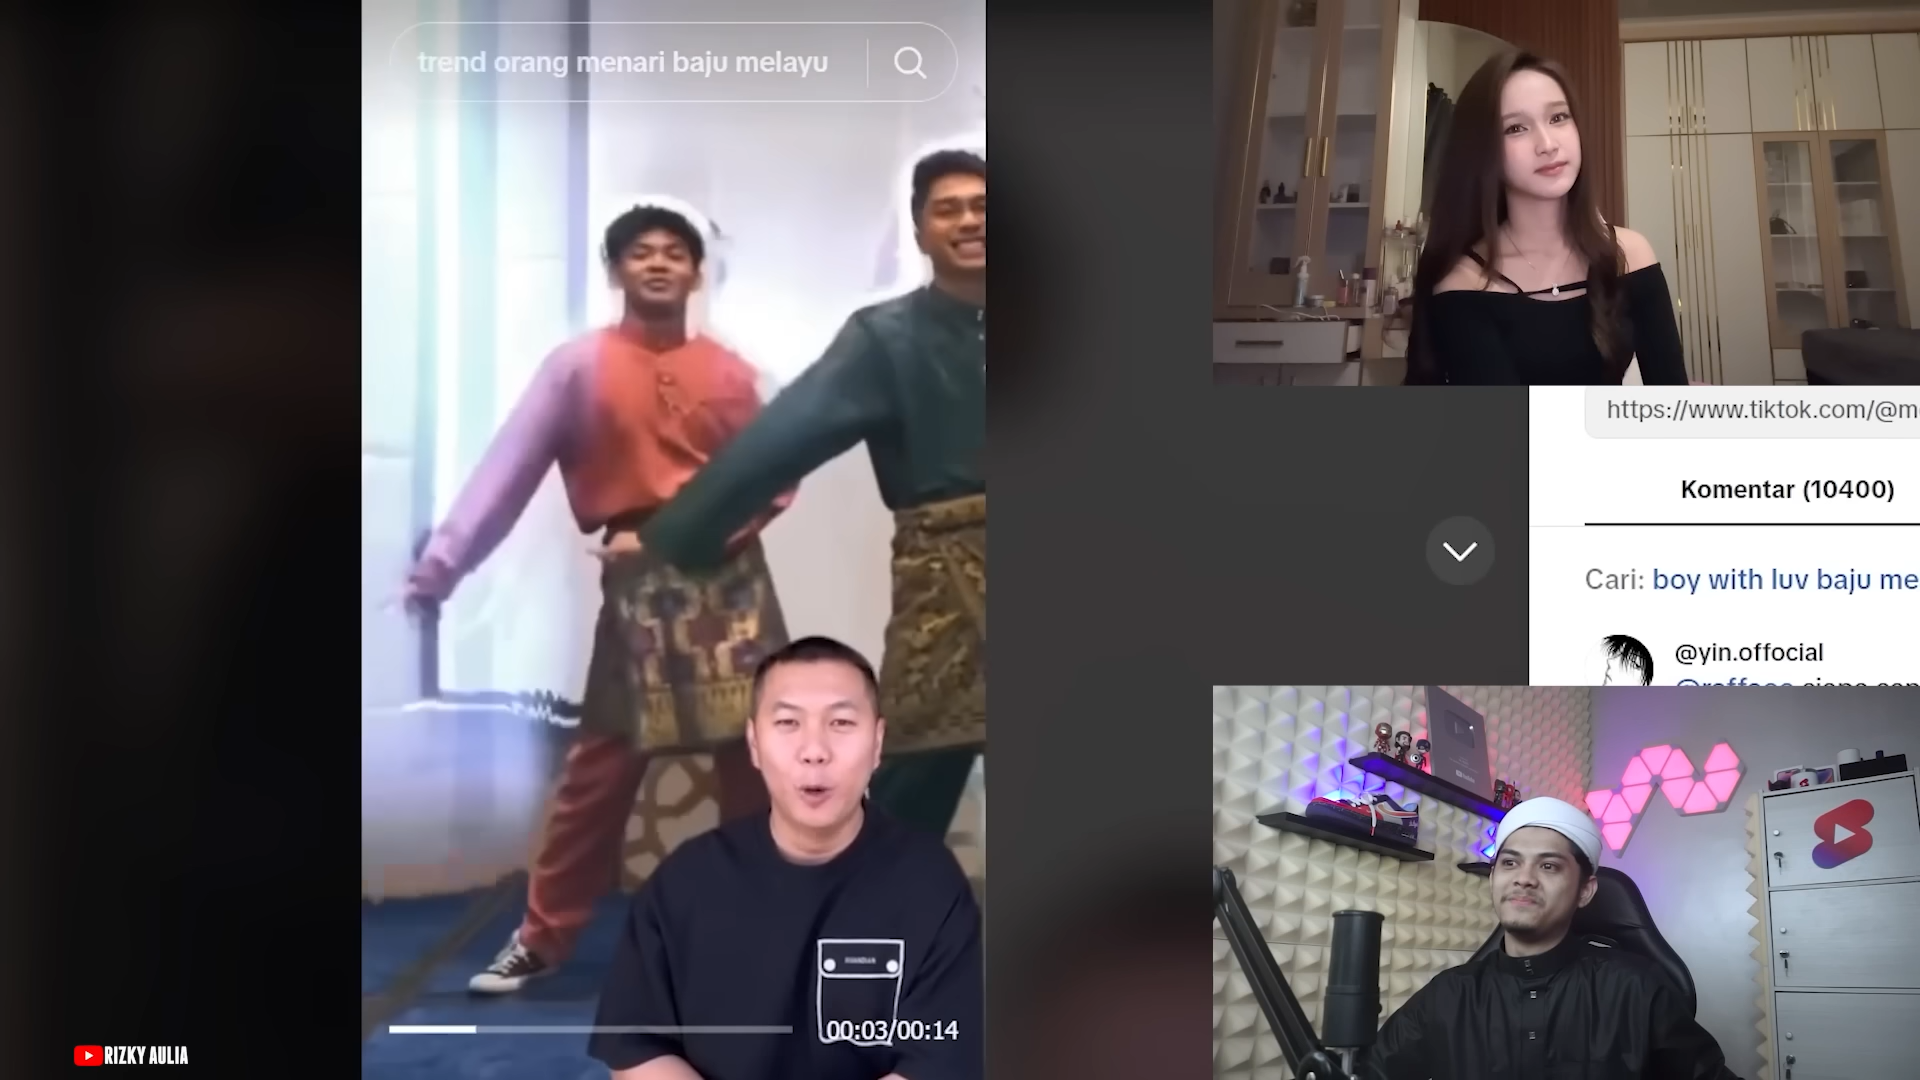 trend orang menari baju melayu
https://www.tiktok.com/@m
Komentar (10400)
Cari: boy with luv baju me
@yin.offocial
00:03/00:14
RIZKY AULIA